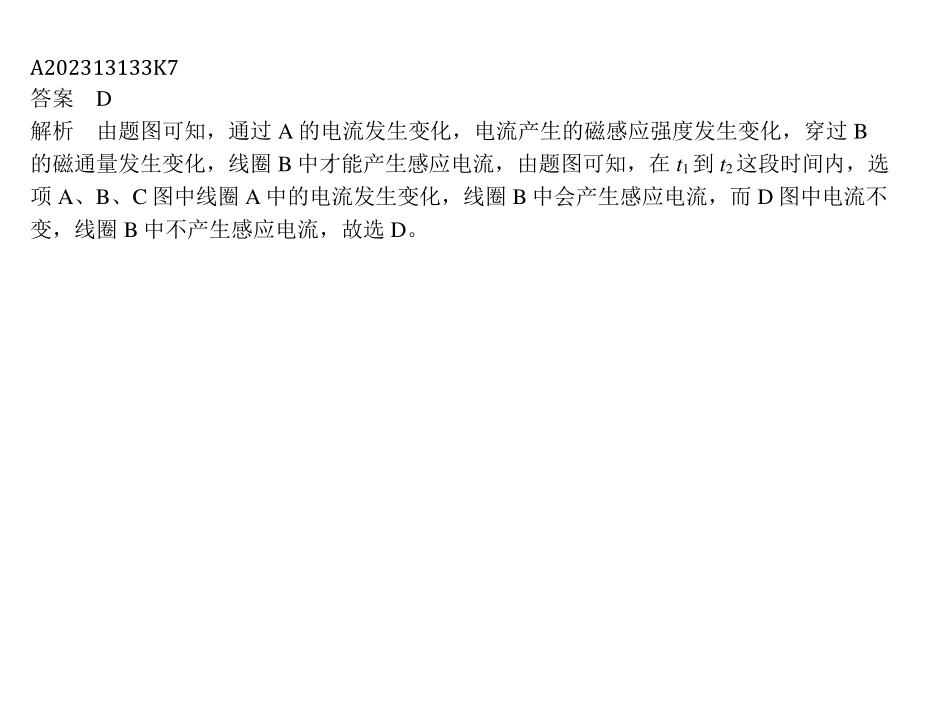 A202313133K7
答案 D
解析 由题图可知，通过 A 的电流发生变化，电流产生的磁感应强度发生变化，穿过 B
的磁通量发生变化，线圈 B 中才能产生感应电流，由题图可知，在 t₁到 t₂这段时间内，选
项 A、B、C 图中线圈 A 中的电流发生变化，线圈 B 中会产生感应电流，而 D 图中电流不
变，线圈 B 中不产生感应电流，故选 D。